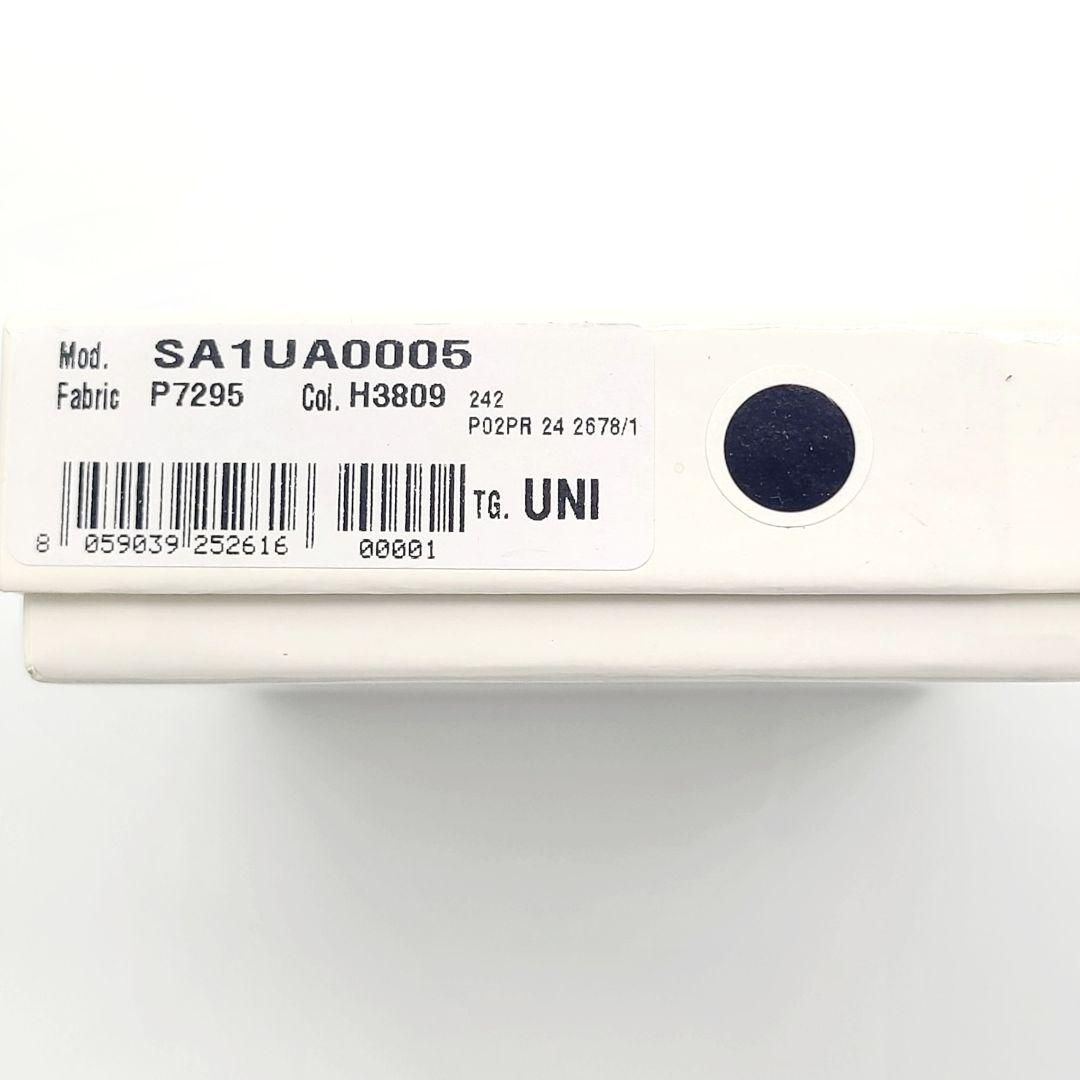 Mod. SA1UA0005
Fabric P7295 Col. H3809 242
P02PR 24 2678/1
TG. UNI
8 059039 252616 00001